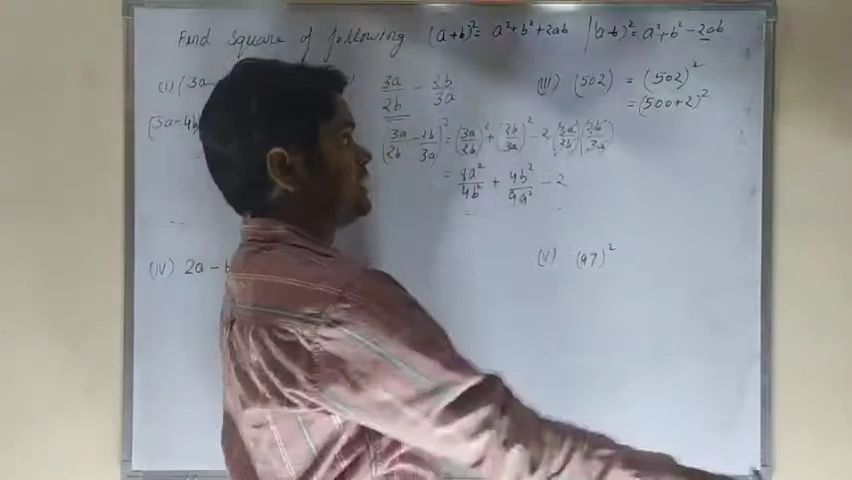 Find Square of following (a+b)²= a²+b²+2ab | (a-b)²= a²+b²-2ab
(I) (3a
(3a-4b
3a/2b - 2b/3a
(3a/2b - 2b/3a)² = (3a/2b)² + (2b/3a)² - 2 (3a/2b)(2b/3a)
= 9a²/4b² + 4b²/9a² - 2
(III) (502) = (502)²
= (500+2)²
(IV) 2a - b
(V) (97)²